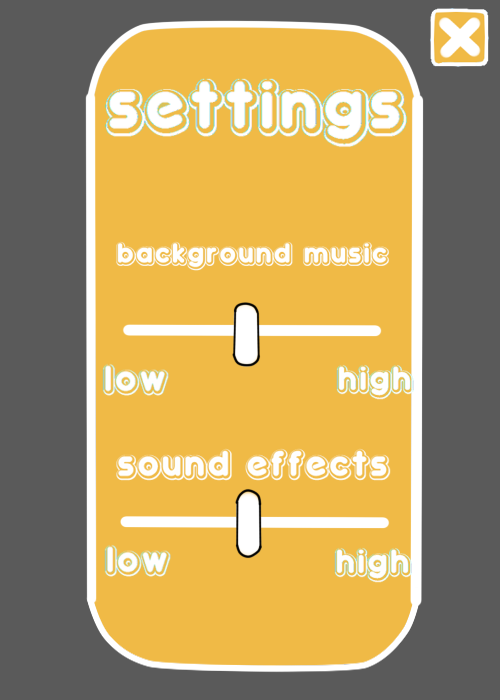 settings
background music
low high
sound effects
low high